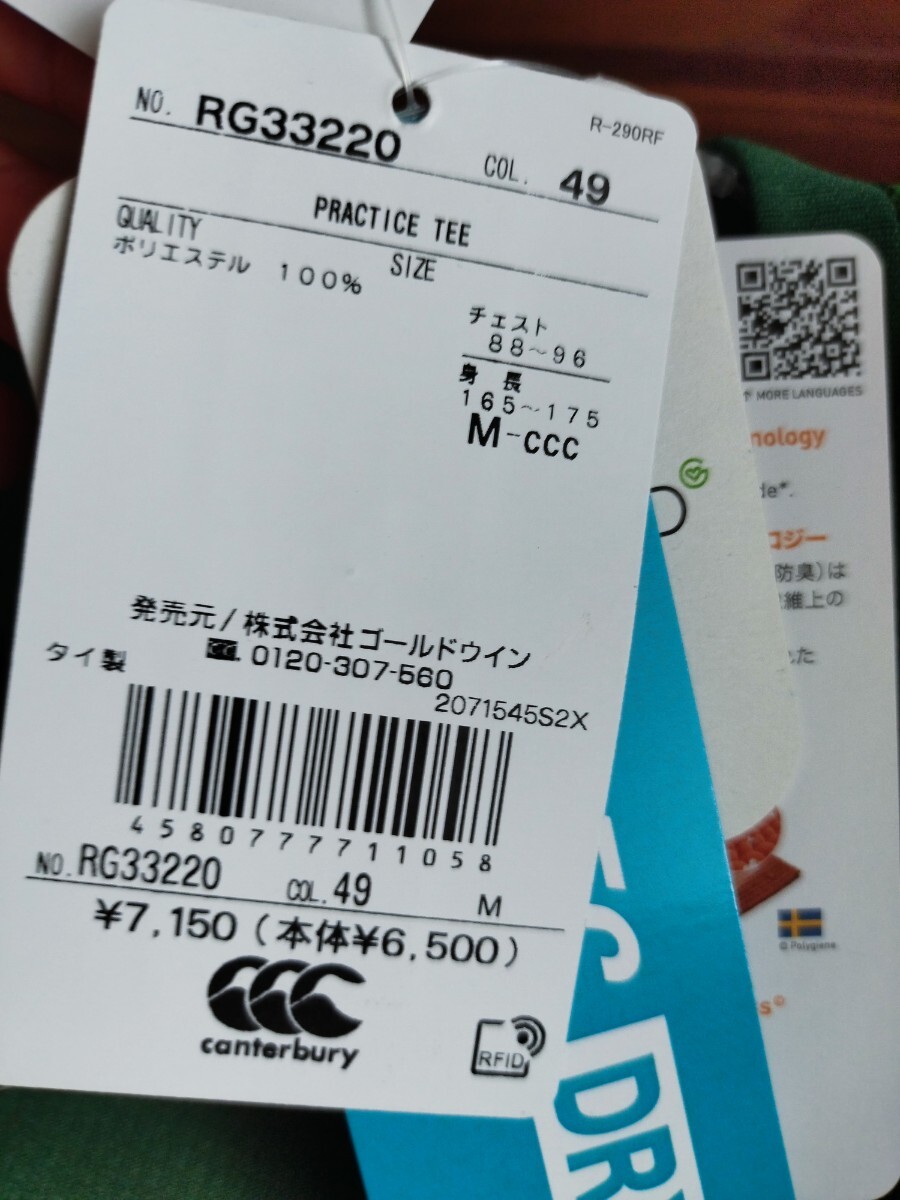 NO. RG33220 COL. 49
R-290RF
PRACTICE TEE
QUALITY SIZE
ポリエステル 100%
チェスト
88~96
身長
165~175
M-CCC
発売元/株式会社ゴールドウイン
0120-307-560
タイ製
2071545S2X
4580777711058
NO. RG33220 COL. 49 M
¥7,150(本体¥6,500)
canterbury
RFID
MORE LANGUAGES
nology
de*.
ロジー
防臭)は
維上の
た
Polygiene
s
DR